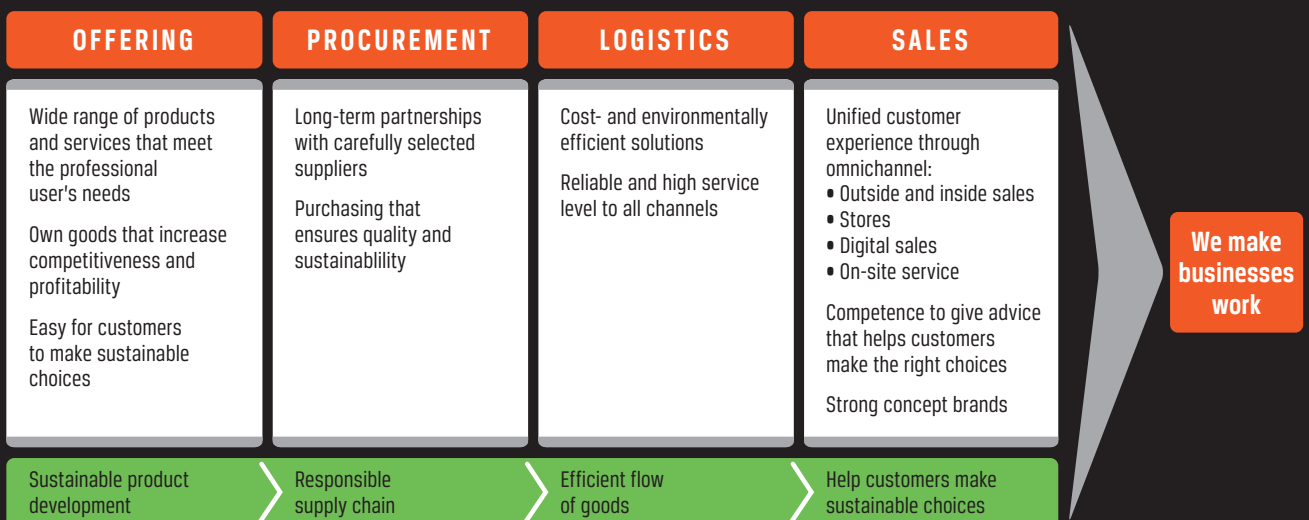 OFFERING
Wide range of products
and services that meet
the professional
user's needs
Own goods that increase
competitiveness and
profitability
Easy for customers
to make sustainable
choices
Sustainable product
development
PROCUREMENT
Long-term partnerships
with carefully selected
suppliers
Purchasing that
ensures quality and
sustainablility
Responsible
supply chain
LOGISTICS
Cost- and environmentally
efficient solutions
Reliable and high service
level to all channels
Efficient flow
of goods
SALES
Unified customer
experience through
omnichannel:
• Outside and inside sales
• Stores
• Digital sales
• On-site service
Competence to give advice
that helps customers
make the right choices
Strong concept brands
Help customers make
sustainable choices
We make
businesses
work